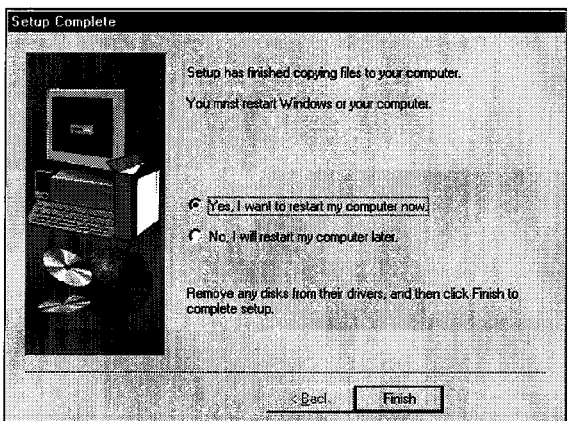 Setup Complete
Setup has finished copying files to your computer.
You mnst restart Windows or your computer.
Yes, I want to restart my computer now.
No, I will restart my computer later.
Remove any disks from their drivers, and then click Finish to
complete setup.
< Back
Finish